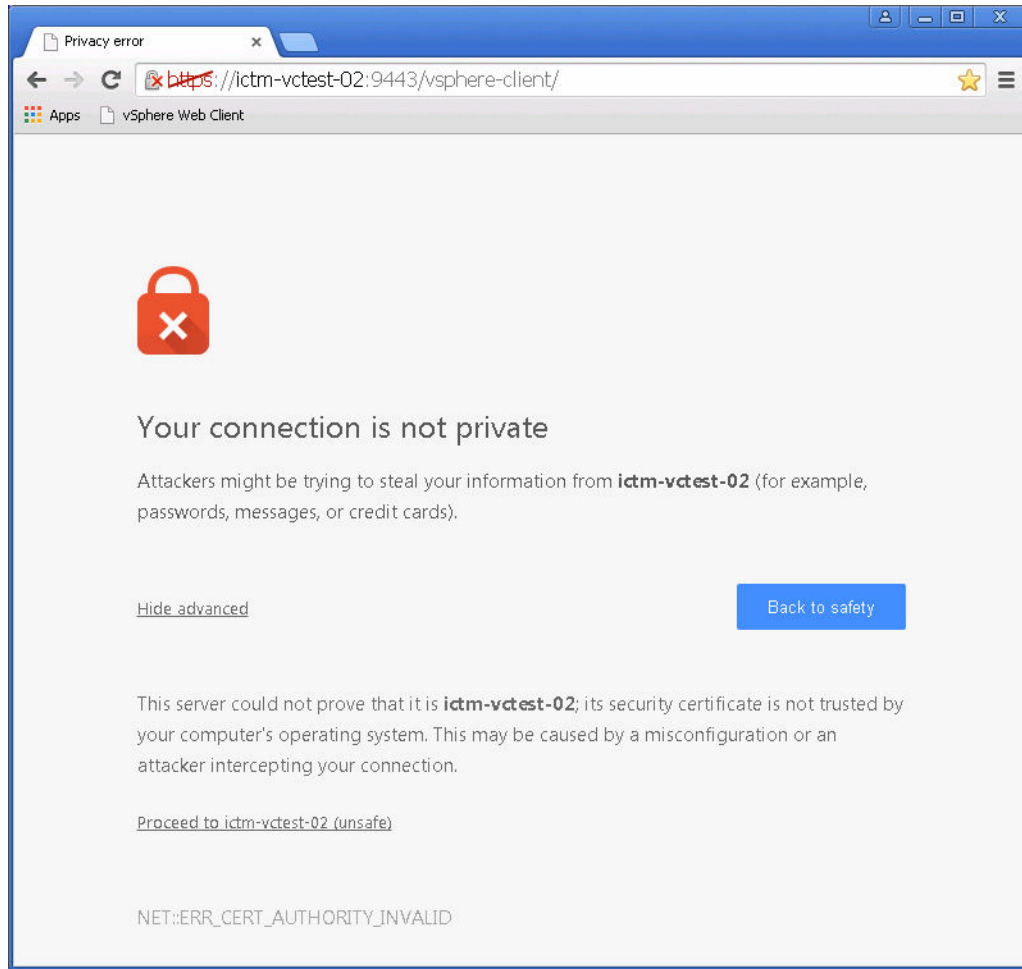 Privacy error
https://ictm-vctest-02:9443/vsphere-client/
Apps vSphere Web Client
Your connection is not private
Attackers might be trying to steal your information from ictm-vctest-02 (for example,
passwords, messages, or credit cards).
Hide advanced
Back to safety
This server could not prove that it is ictm-vctest-02; its security certificate is not trusted by
your computer's operating system. This may be caused by a misconfiguration or an
attacker intercepting your connection.
Proceed to ictm-vctest-02 (unsafe)
NET::ERR_CERT_AUTHORITY_INVALID